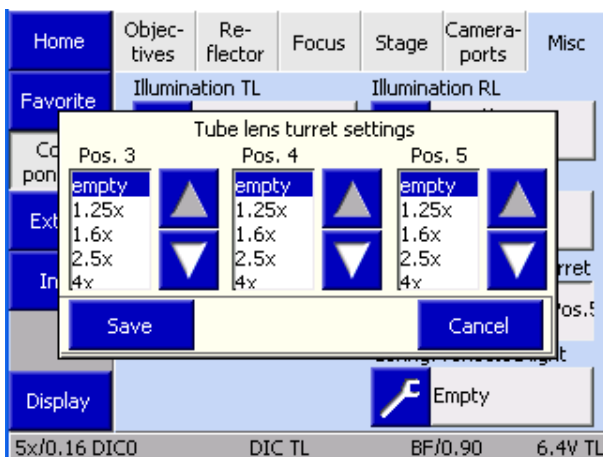 Home
Objec-
tives
Re-
flector
Focus
Stage
Camera-
ports
Misc
Favorite
Illumination TL
Illumination RL
Tube lens turret settings
Pos. 3
Pos. 4
Pos. 5
empty
1.25x
1.6x
2.5x
4x
empty
1.25x
1.6x
2.5x
4x
empty
1.25x
1.6x
2.5x
4x
Save
Cancel
Display
Empty
5x/0.16 DIC0
DIC TL
BF/0.90
6.4V TL